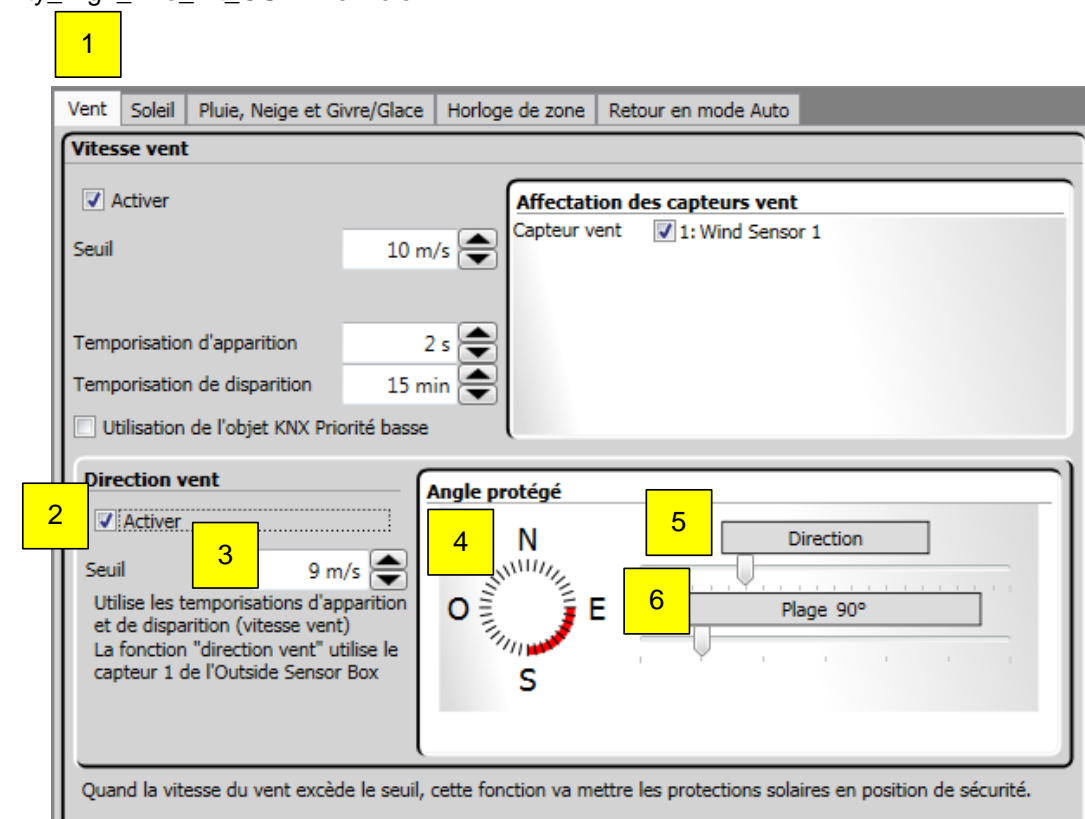 1
Vent Soleil Pluie, Neige et Givre/Glace Horloge de zone Retour en mode Auto
Vitesse vent
Activer
Affectation des capteurs vent
Capteur vent 1: Wind Sensor 1
Seuil 10 m/s
Temporisation d'apparition 2 s
Temporisation de disparition 15 min
Utilisation de l'objet KNX Priorité basse
Direction vent
Angle protégé
2 Activer
3
4 N
5 Direction
Seuil 9 m/s
Utilise les temporisations d'apparition
et de disparition (vitesse vent)
La fonction "direction vent" utilise le
capteur 1 de l'Outside Sensor Box
O E
6 Plage 90°
S
Quand la vitesse du vent excède le seuil, cette fonction va mettre les protections solaires en position de sécurité.